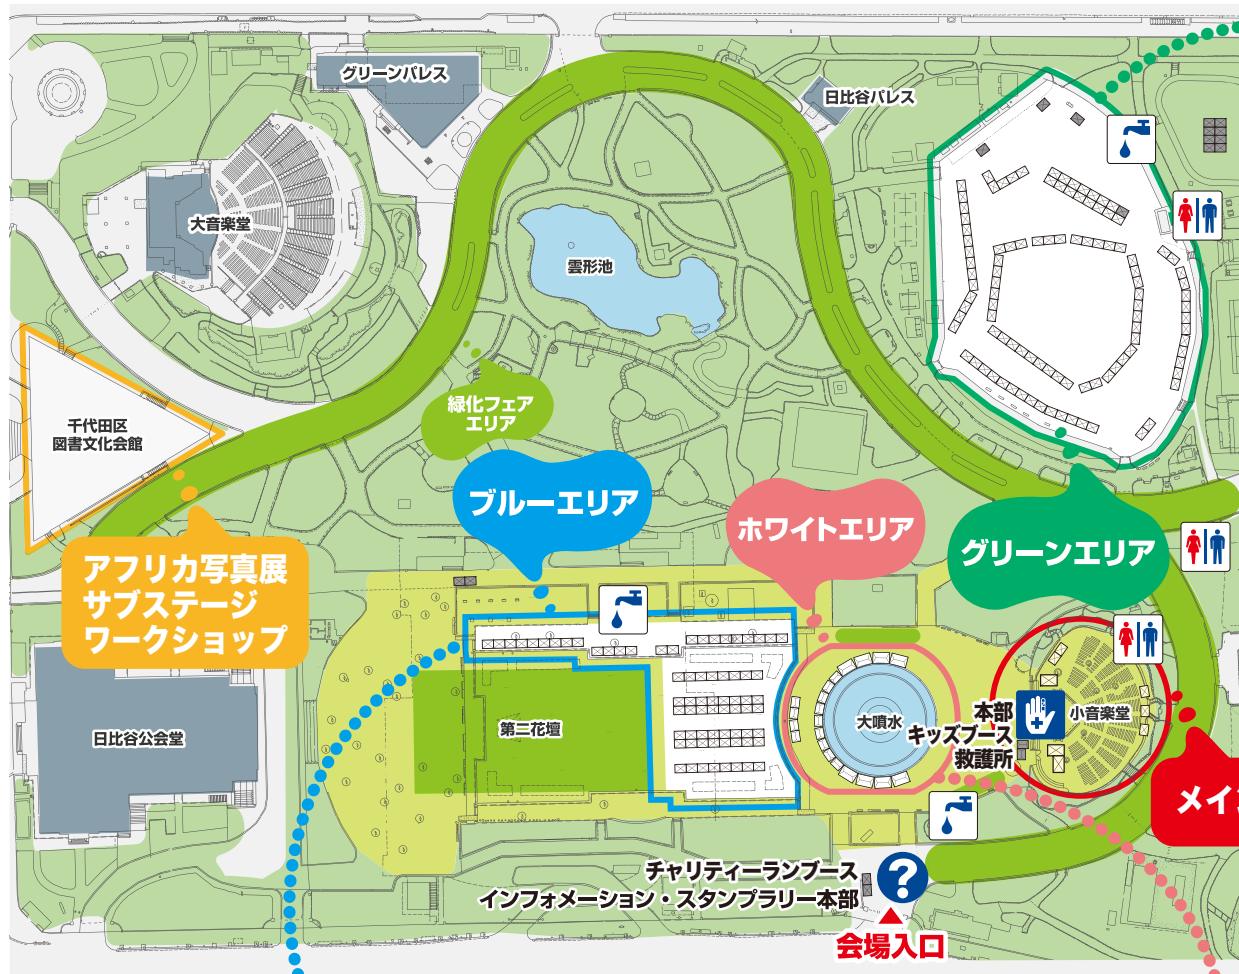 グリーンパレス
日比谷パレス
大音楽堂
雲形池
千代田区
図書文化会館
緑化フェア
エリア
ブルーエリア
ホワイトエリア
グリーンエリア
アフリカ写真展
サブステージ
ワークショップ
日比谷公会堂
第二花壇
大噴水
本部
キッズブース
救護所
小音楽堂
メイン
チャリティーランブース
インフォメーション・スタンプラリー本部
?
会場入口